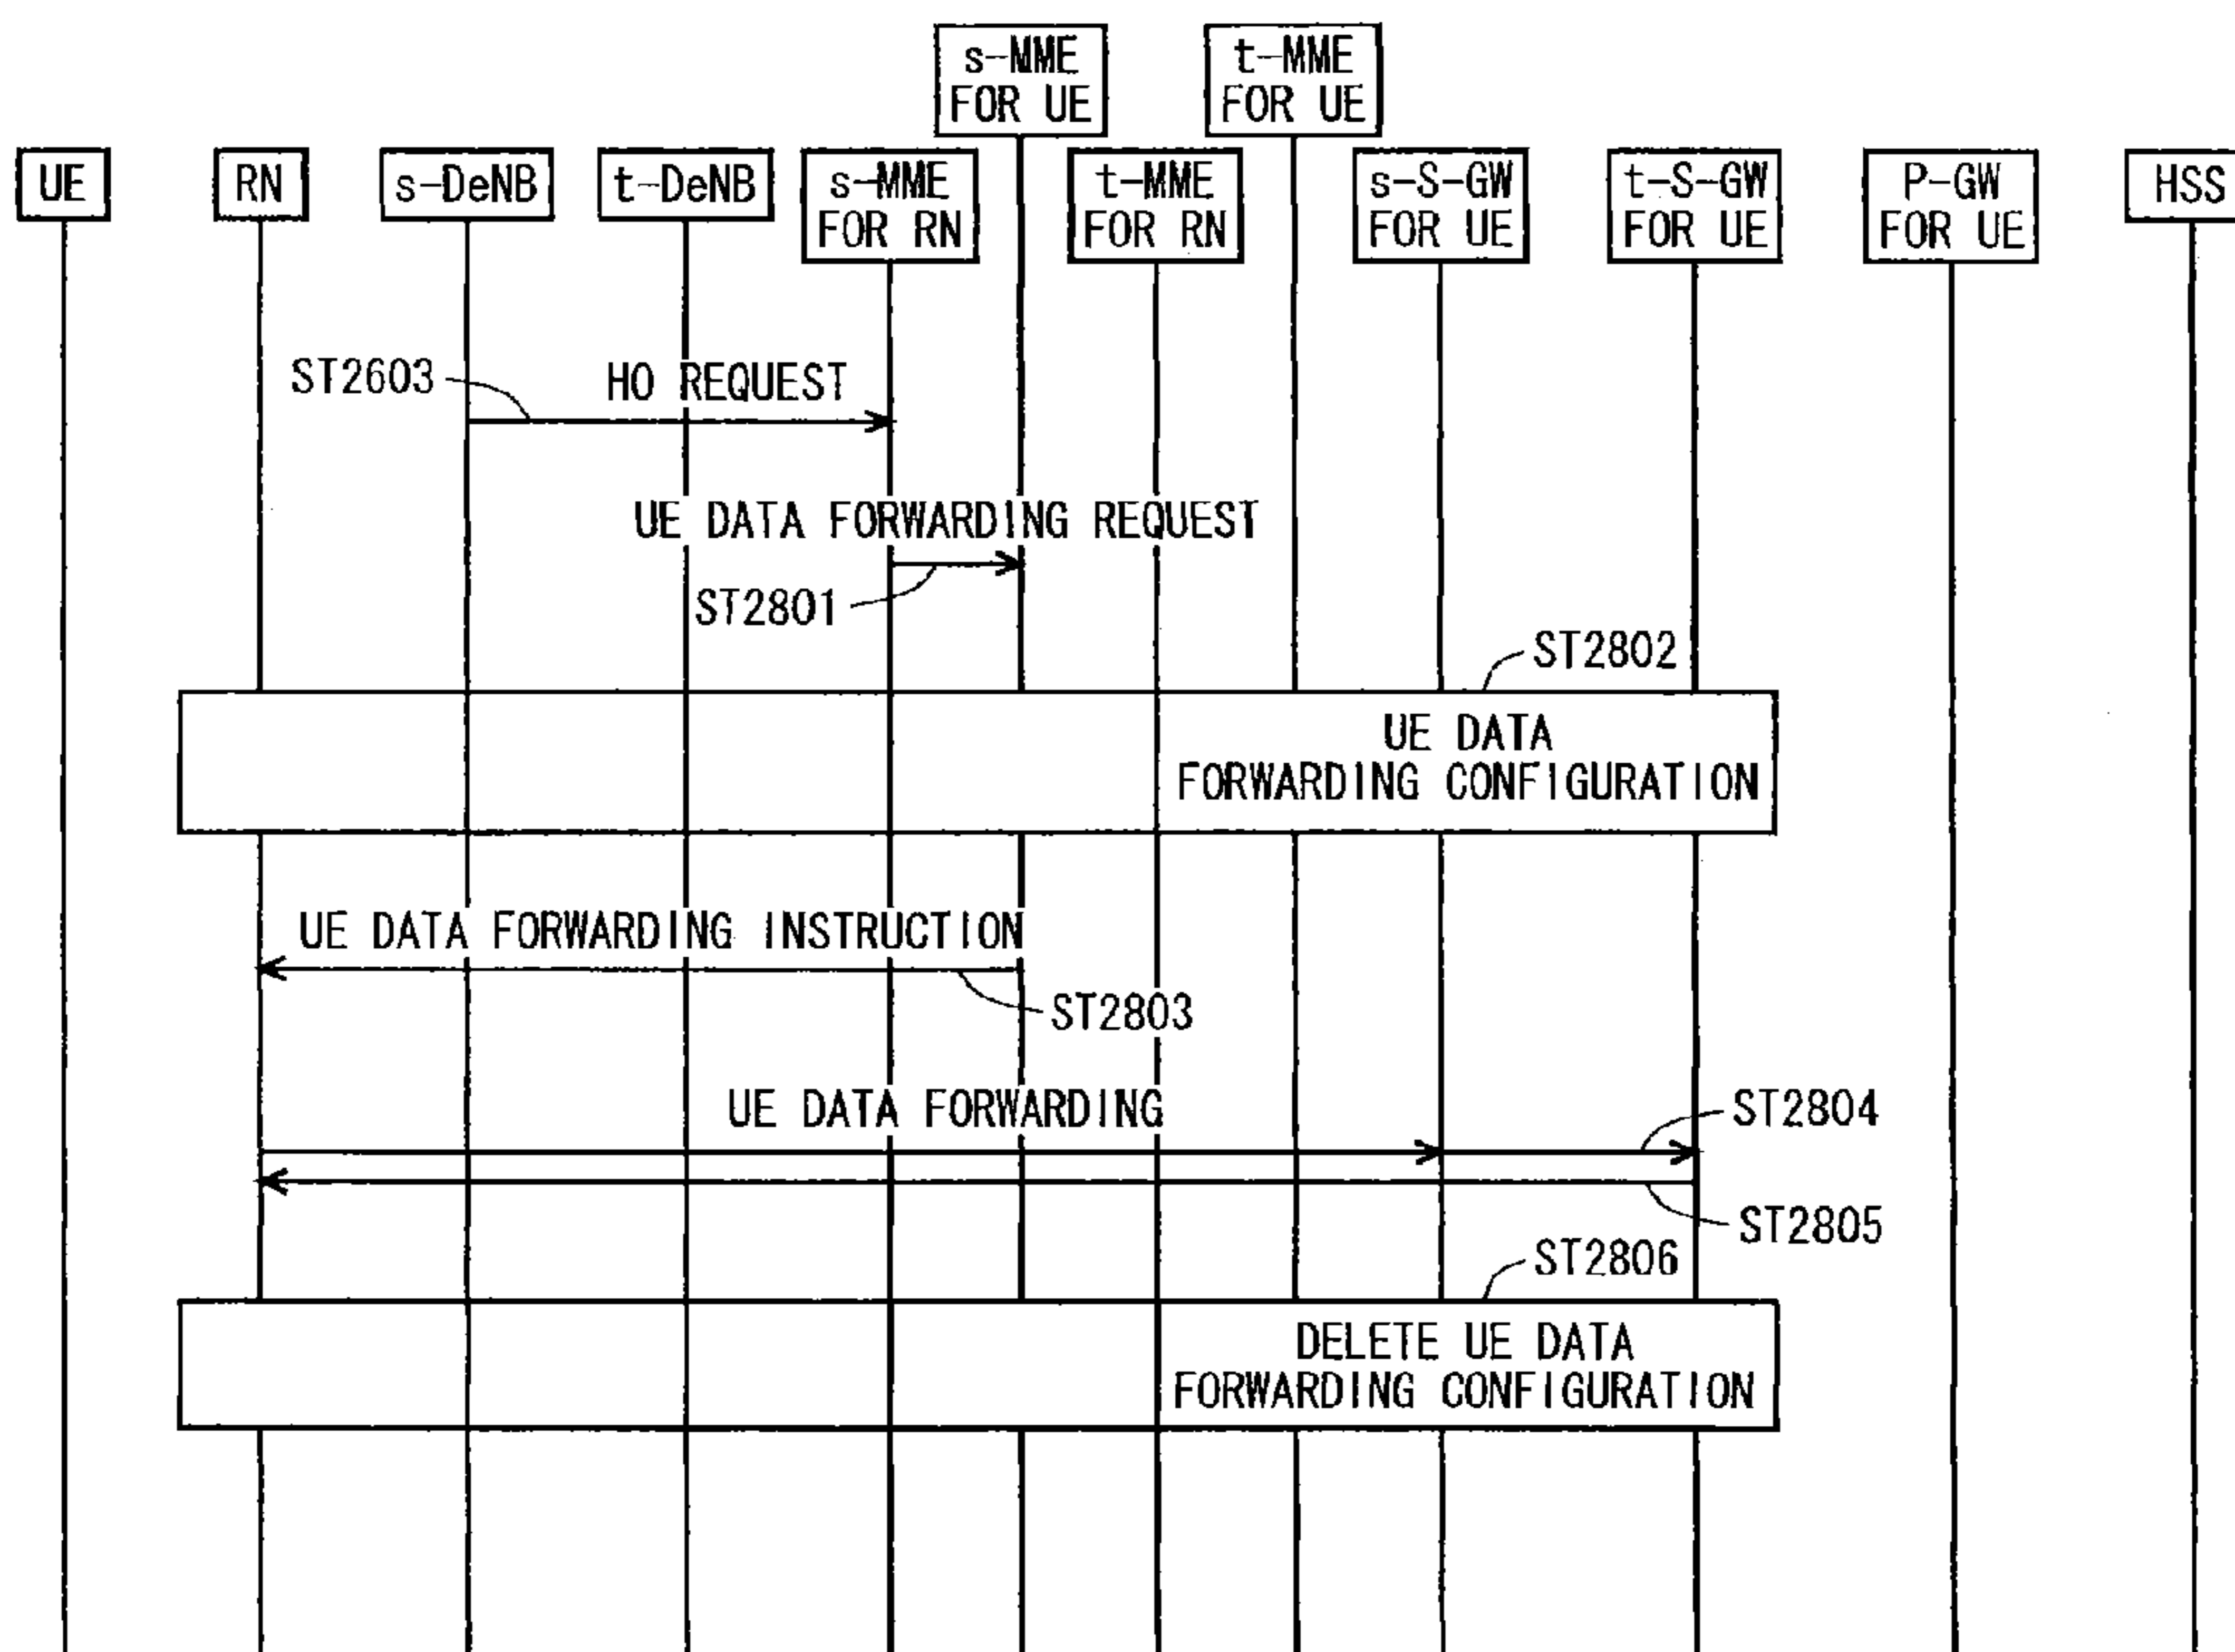 s-MME
FOR UE
t-MME
FOR UE
UE
RN
s-DeNB
t-DeNB
s-MME
FOR RN
t-MME
FOR RN
s-S-GW
FOR UE
t-S-GW
FOR UE
P-GW
FOR UE
HSS
ST2603
HO REQUEST
UE DATA FORWARDING REQUEST
ST2801
ST2802
UE DATA
FORWARDING CONFIGURATION
UE DATA FORWARDING INSTRUCTION
ST2803
UE DATA FORWARDING
ST2804
ST2805
ST2806
DELETE UE DATA
FORWARDING CONFIGURATION